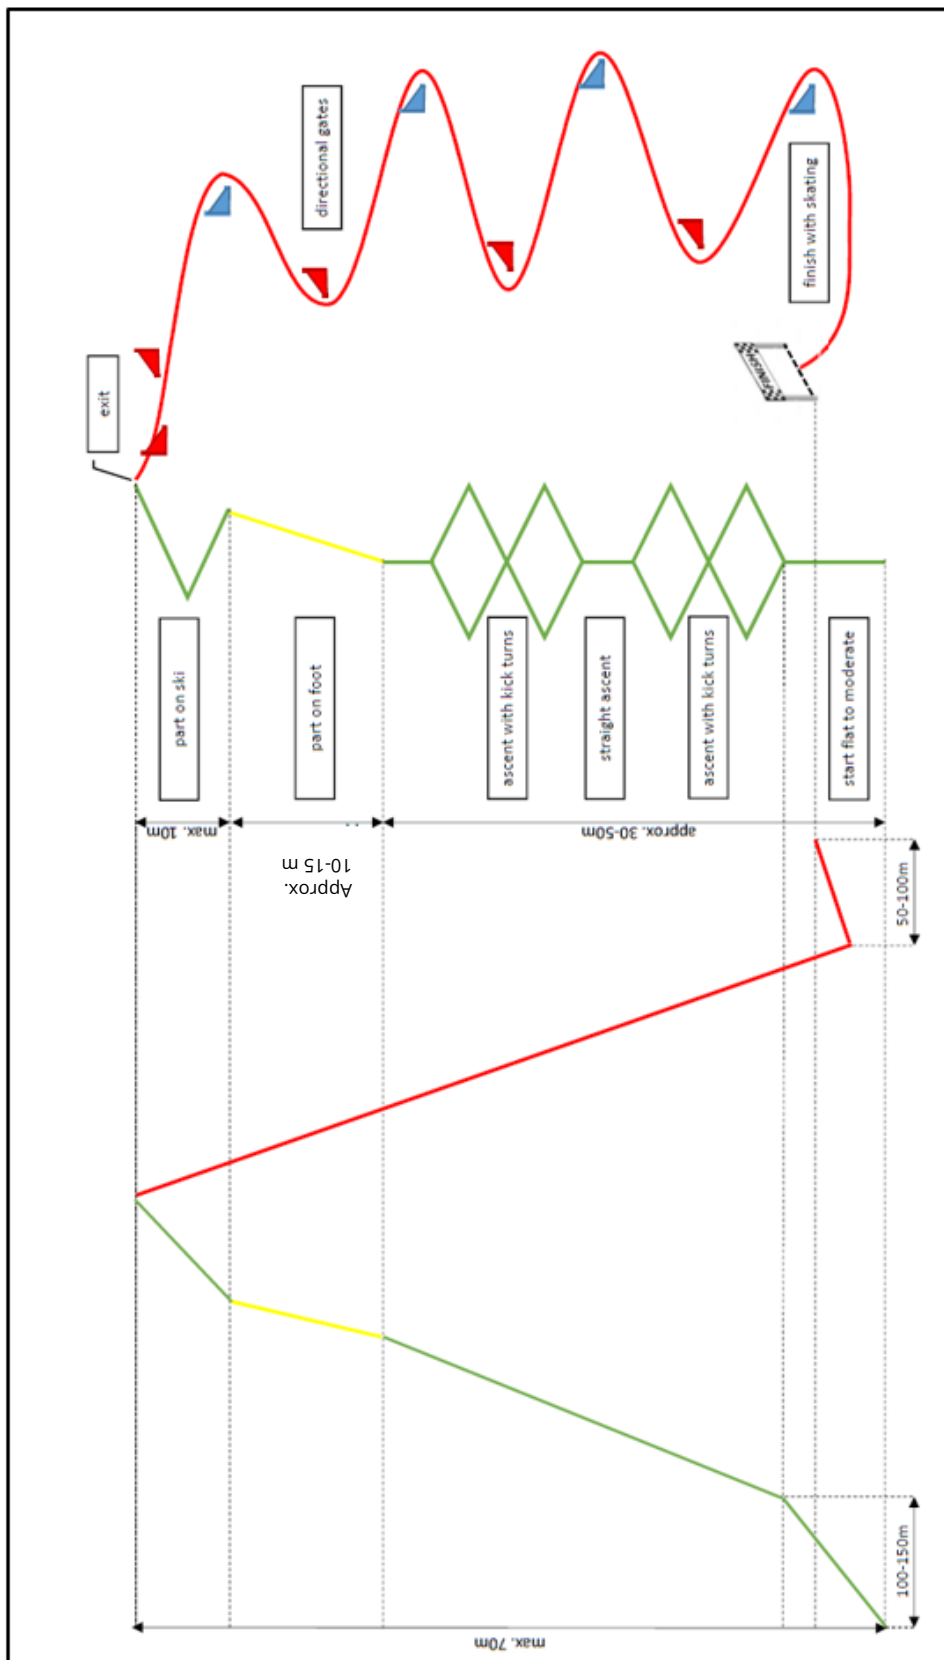 exit
directional gates
finish with skating
FINISH
part on ski
part on foot
ascent with kick turns
straight ascent
ascent with kick turns
start flat to moderate
max. 10m
Approx.
10-15 m
approx. 30-50m
50-100m
100-150m
max. 70m